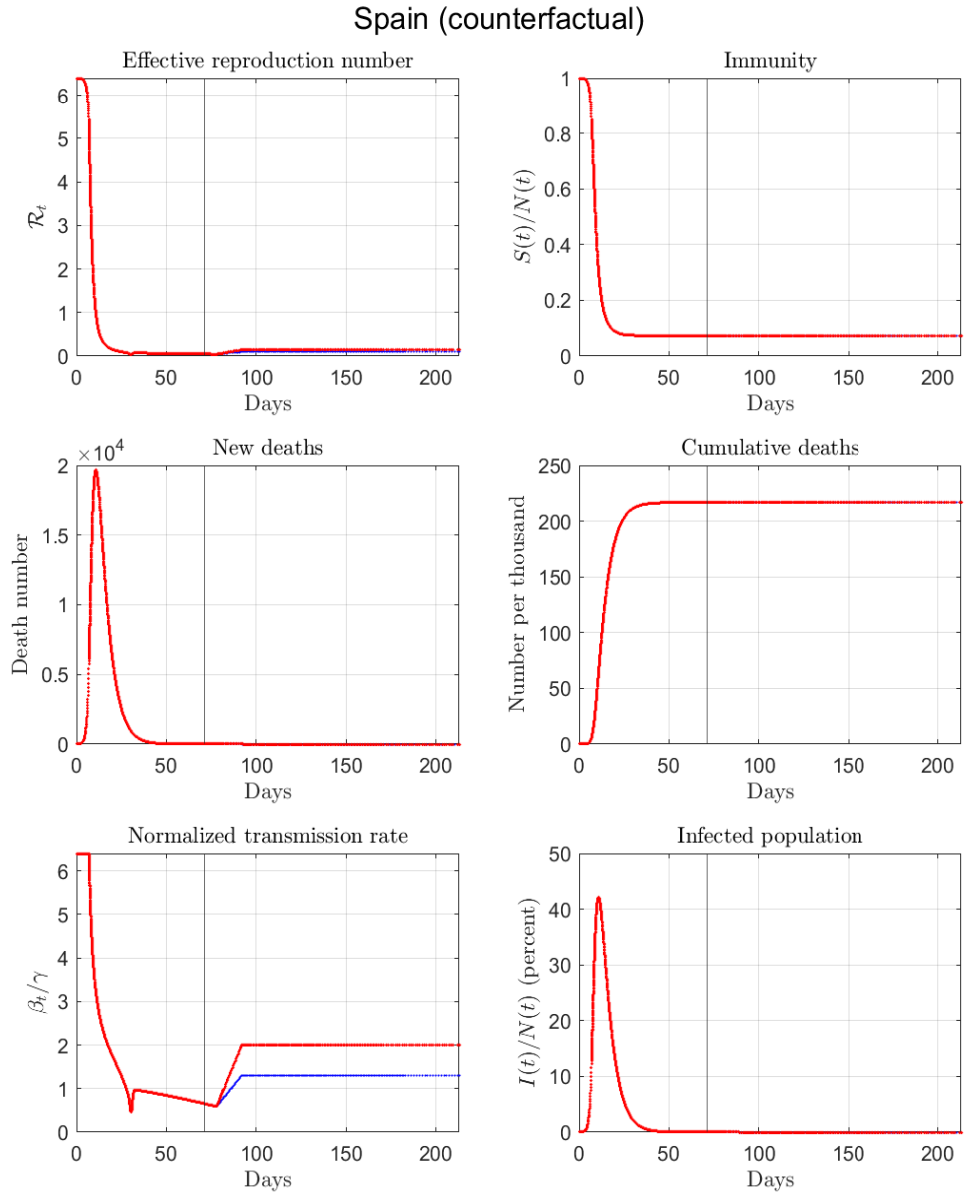 Spain (counterfactual)
Effective reproduction number
6
5
4
3
2
1
0
0 50 100 150 200
Days
ℛₜ
Immunity
1
0.8
0.6
0.4
0.2
0
0 50 100 150 200
Days
S(t)/N(t)
New deaths
×10⁴
2
1.5
1
0.5
0
0 50 100 150 200
Days
Death number
Cumulative deaths
250
200
150
100
50
0
0 50 100 150 200
Days
Number per thousand
Normalized transmission rate
6
5
4
3
2
1
0
0 50 100 150 200
Days
βₜ/γ
Infected population
50
40
30
20
10
0
0 50 100 150 200
Days
I(t)/N(t) (percent)